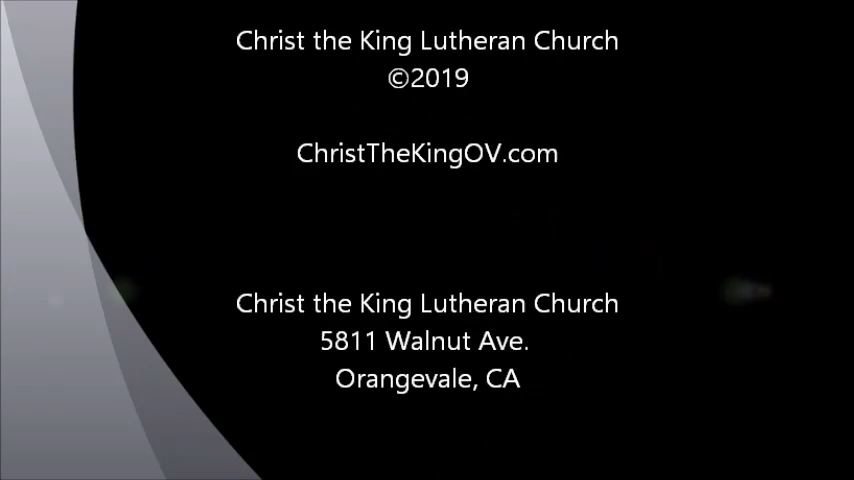 Christ the King Lutheran Church
©2019
ChristTheKingOV.com
Christ the King Lutheran Church
5811 Walnut Ave.
Orangevale, CA